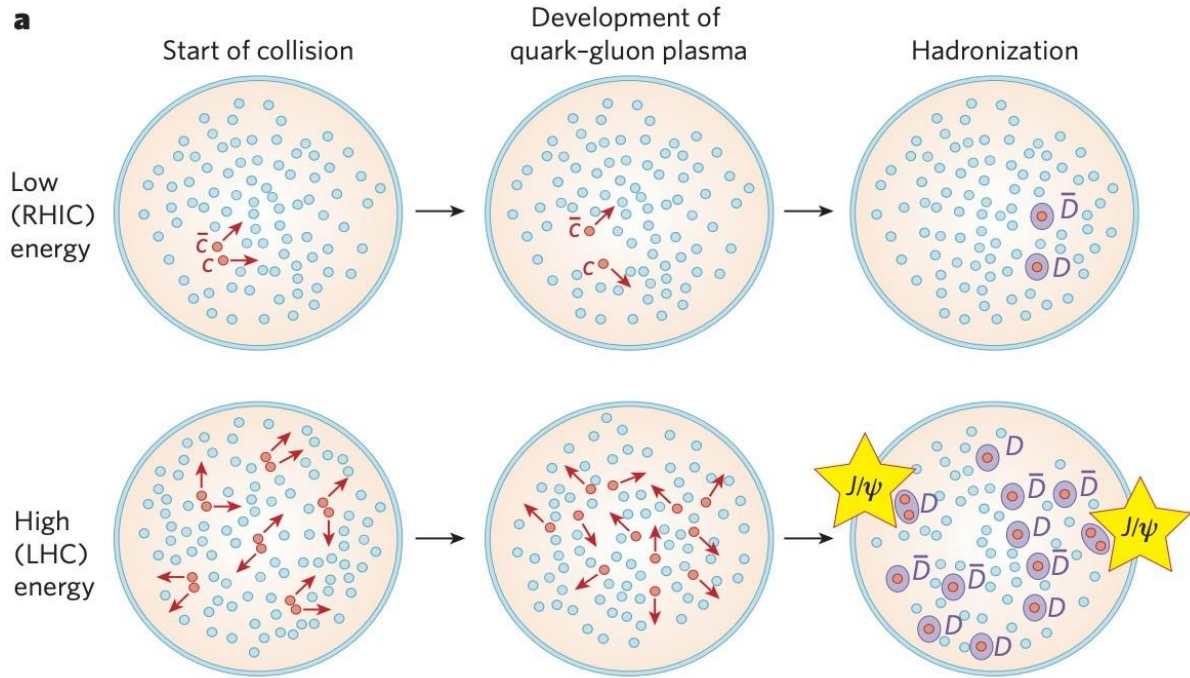 a
Start of collision
Development of
quark–gluon plasma
Hadronization
Low
(RHIC)
energy
c̅
c
c̅
c
D̅
D
High
(LHC)
energy
J/ψ
D
D
D̅
D̅
J/ψ
D
D̅
D̅
D̅
D
D
D